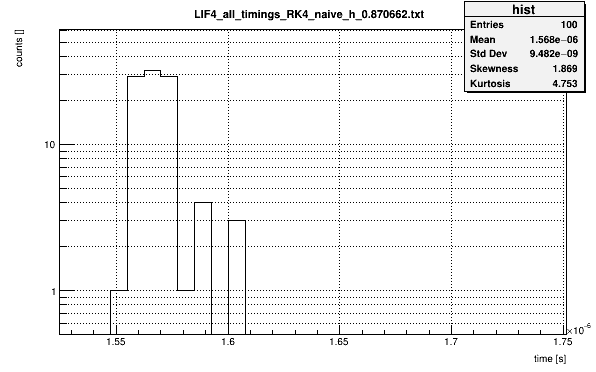 LIF4_all_timings_RK4_naive_h_0.870662.txt
hist
Entries 100
Mean 1.568e−06
Std Dev 9.482e−09
Skewness 1.869
Kurtosis 4.753
counts []
10
1
1.55 1.6 1.65 1.7 1.75
×10⁻⁶
time [s]